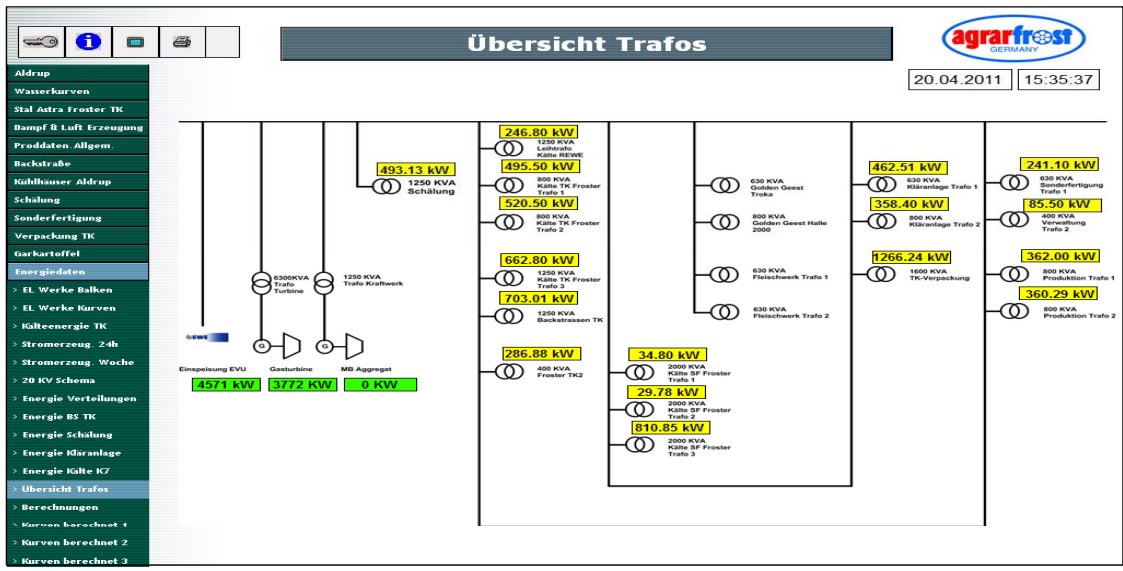 Übersicht Trafos
agrarfrost
GERMANY
20.04.2011
15:35:37
Aldrup
Wasserkurven
Stal Astra Froster TK
Dampf & Luft Erzeugung
Proddaten. Allgem.
Backstraße
Kühlhäuser Aldrup
Schälung
Sonderfertigung
Verpackung TK
Garkartoffel
Energiedaten
> EL Werke Balken
> EL Werke Kurven
> Kälteenergie TK
> Stromerzeug. 24h
> Stromerzeug. Woche
> 20 KV Schema
> Energie Verteilungen
> Energie BS TK
> Energie Schälung
> Energie Kläranlage
> Energie Kälte K7
> Übersicht Trafos
> Berechnungen
> Kurven berechnet 1
> Kurven berechnet 2
> Kurven berechnet 3
EWE
Einspeisung EVU
4571 kW
6300KVA
Trafo
Turbine
G
Gasturbine
3772 KW
1250 KVA
Trafo Kraftwerk
G
MB Aggregat
0 KW
493.13 kW
1250 KVA
Schälung
246.80 kW
1250 KVA
Leihtrafo
Kälte REWE
495.50 kW
800 KVA
Kälte TK Froster
Trafo 1
520.50 kW
800 KVA
Kälte TK Froster
Trafo 2
662.80 kW
1250 KVA
Kälte TK Froster
Trafo 3
703.01 kW
1250 KVA
Backstrassen TK
286.88 kW
400 KVA
Froster TK2
34.80 kW
2000 KVA
Kälte SF Froster
Trafo 1
29.78 kW
2000 KVA
Kälte SF Froster
Trafo 2
810.85 kW
2000 KVA
Kälte SF Froster
Trafo 3
630 KVA
Golden Geest
Troka
800 KVA
Golden Geest Halle
2000
630 KVA
Fleischwerk Trafo 1
630 KVA
Fleischwerk Trafo 2
462.51 kW
630 KVA
Kläranlage Trafo 1
358.40 kW
800 KVA
Kläranlage Trafo 2
1266.24 kW
1600 KVA
TK-Verpackung
241.10 kW
630 KVA
Sonderfertigung
Trafo 1
85.50 kW
400 KVA
Verwaltung
Trafo 2
362.00 kW
800 KVA
Produktion Trafo 1
360.29 kW
800 KVA
Produktion Trafo 2